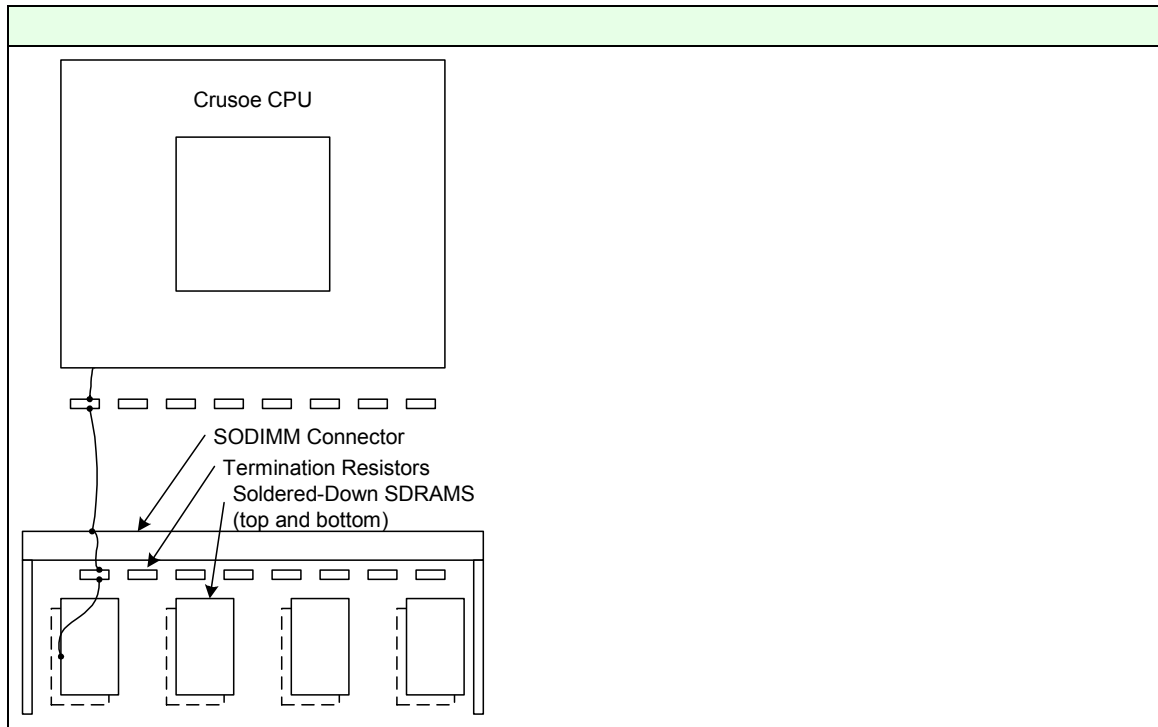 Crusoe CPU
SODIMM Connector
Termination Resistors
Soldered-Down SDRAMS
(top and bottom)